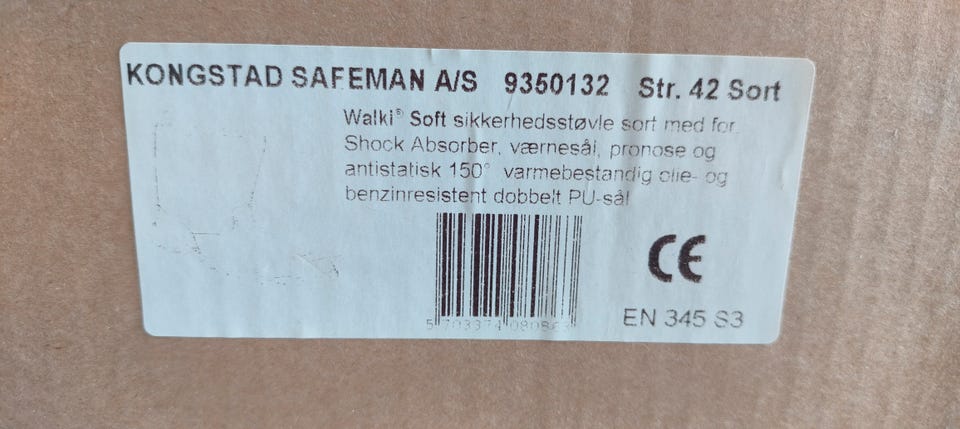 KONGSTAD SAFEMAN A/S 9350132 Str. 42 Sort
Walki® Soft sikkerhedsstøvle sort med for.
Shock Absorber, værnesål, pronose og
antistatisk 150° varmebestandig olie- og
benzinresistent dobbelt PU-sål
CE
EN 345 S3